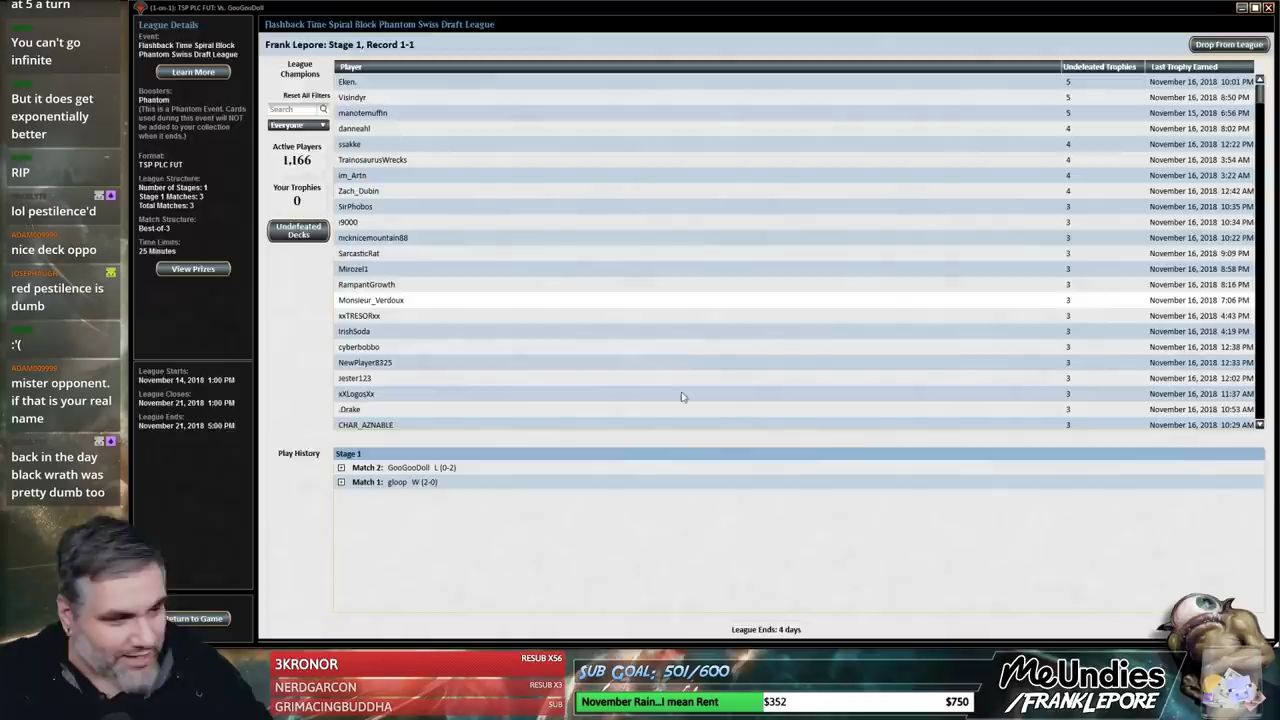 at 5 a turn
You can't go
infinite
But it does get
exponentially
better
RIP
lol pestilence'd
nice deck oppo
red pestilence is
dumb
:'(
mister opponent.
if that is your real
name
back in the day
black wrath was
pretty dumb too
(1-on-1): TSP PLC FUT: Vs. GooGooDoll
League Details
Event:
Flashback Time Spiral Block
Phantom Swiss Draft League
Learn More
Boosters:
Phantom
(This is a Phantom Event. Cards
used during this event will NOT
be added to your collection
when it ends.)
Format:
TSP PLC FUT
League Structure:
Number of Stages: 1
Stage 1 Matches: 3
Total Matches: 3
Match Structure:
Best-of-3
Time Limits:
25 Minutes
View Prizes
League Starts:
November 14, 2018 1:00 PM
League Closes:
November 21, 2018 1:00 PM
League Ends:
November 21, 2018 5:00 PM
Return to Game
Flashback Time Spiral Block Phantom Swiss Draft League
Frank Lepore: Stage 1, Record 1-1
Drop From League
League
Champions
Reset All Filters
Search
Everyone
Active Players
1,166
Your Trophies
0
Undefeated
Decks
Player Undefeated Trophies Last Trophy Earned
Eken. 5 November 16, 2018 10:01 PM
Visindyr 5 November 16, 2018 8:50 PM
manotemuffin 5 November 15, 2018 6:56 PM
danneahl 4 November 16, 2018 8:02 PM
ssakke 4 November 16, 2018 12:22 PM
TrainosaurusWrecks 4 November 16, 2018 3:54 AM
im_Artn 4 November 16, 2018 3:22 AM
Zach_Dubin 4 November 16, 2018 12:42 AM
SirPhobos 3 November 16, 2018 10:35 PM
r9000 3 November 16, 2018 10:34 PM
nicknicemountain88 3 November 16, 2018 10:22 PM
SarcasticRat 3 November 16, 2018 9:09 PM
Mirozel1 3 November 16, 2018 8:58 PM
RampantGrowth 3 November 16, 2018 8:16 PM
Monsieur_Verdoux 3 November 16, 2018 7:06 PM
xxTRESORxx 3 November 16, 2018 4:43 PM
IrishSoda 3 November 16, 2018 4:19 PM
cyberbobbo 3 November 16, 2018 12:38 PM
NewPlayer8325 3 November 16, 2018 12:33 PM
Jester123 3 November 16, 2018 12:02 PM
xXLogosXx 3 November 16, 2018 11:37 AM
.Drake 3 November 16, 2018 10:53 AM
CHAR_AZNABLE 3 November 16, 2018 10:29 AM
Play History
Stage 1
Match 2: GooGooDoll L (0-2)
Match 1: gloop W (2-0)
League Ends: 4 days
3KRONOR RESUB X56
NERDGARCON RESUB X3
GRIMACINGBUDDHA SUB
SUB GOAL: 501/600
November Rain...I mean Rent $352 $750
MeUndies
/FRANKLEPORE